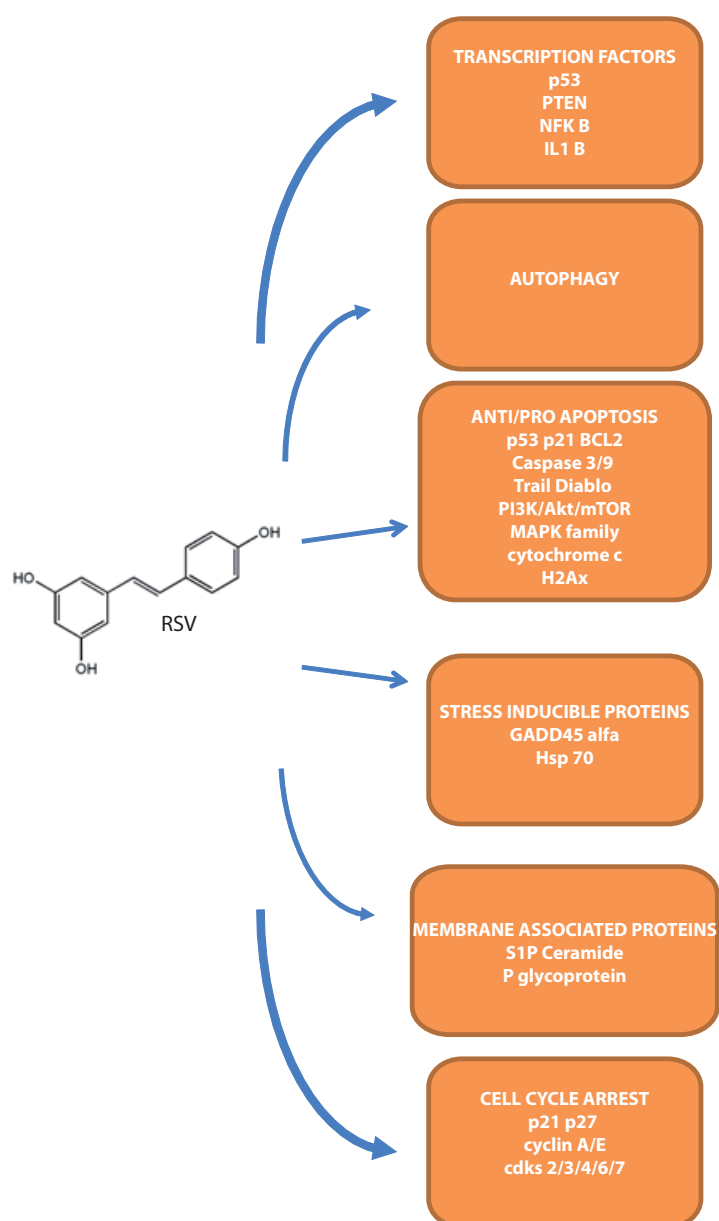 TRANSCRIPTION FACTORS
p53
PTEN
NFK B
IL1 B
AUTOPHAGY
ANTI/PRO APOPTOSIS
p53 p21 BCL2
Caspase 3/9
Trail Diablo
PI3K/Akt/mTOR
MAPK family
cytochrome c
H2Ax
OH
HO
OH
RSV
STRESS INDUCIBLE PROTEINS
GADD45 alfa
Hsp 70
MEMBRANE ASSOCIATED PROTEINS
S1P Ceramide
P glycoprotein
CELL CYCLE ARREST
p21 p27
cyclin A/E
cdks 2/3/4/6/7